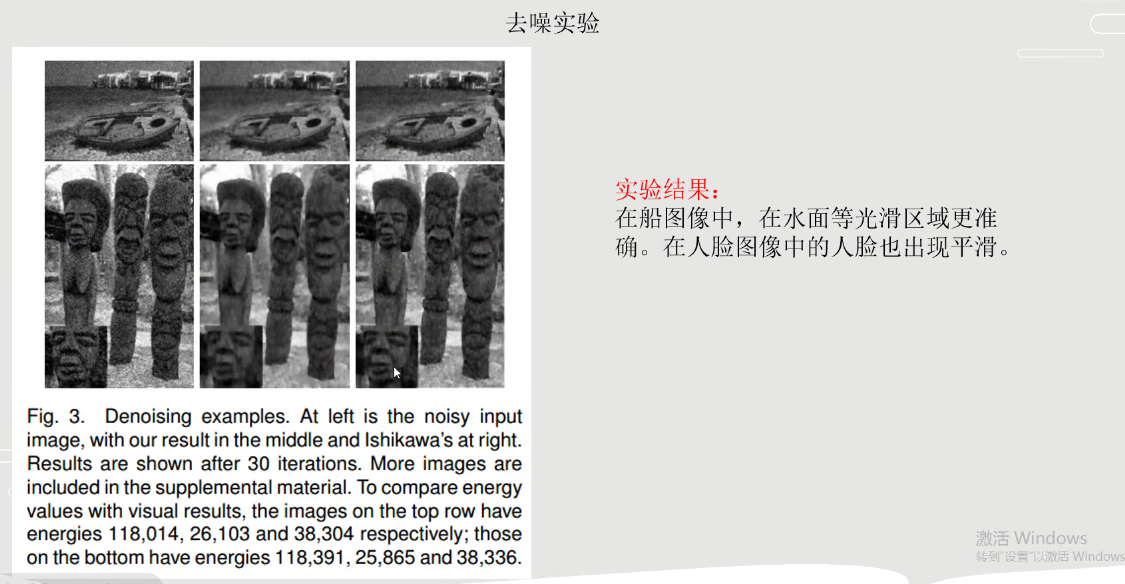 去噪实验
Fig. 3. Denoising examples. At left is the noisy input
image, with our result in the middle and Ishikawa's at right.
Results are shown after 30 iterations. More images are
included in the supplemental material. To compare energy
values with visual results, the images on the top row have
energies 118,014, 26,103 and 38,304 respectively; those
on the bottom have energies 118,391, 25,865 and 38,336.
实验结果：
在船图像中，在水面等光滑区域更准
确。在人脸图像中的人脸也出现平滑。
激活 Windows
转到"设置"以激活 Windows